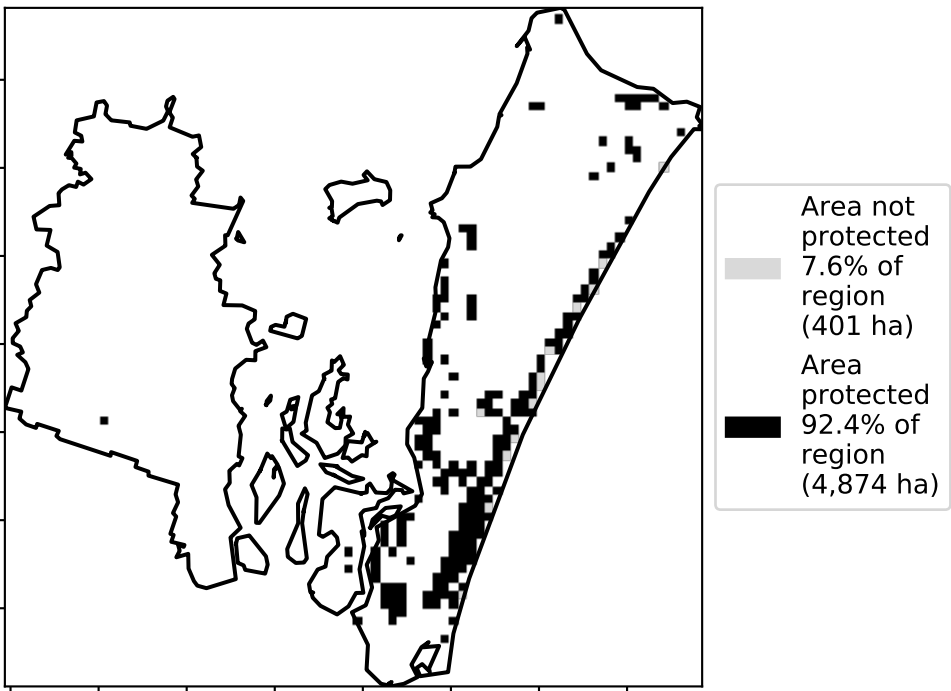 Area not
protected
7.6% of
region
(401 ha)
Area
protected
92.4% of
region
(4,874 ha)